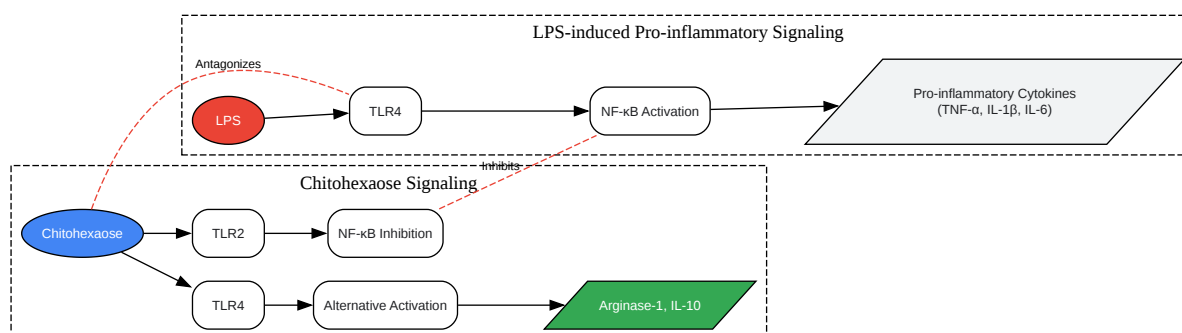 LPS-induced Pro-inflammatory Signaling
Antagonizes
LPS
TLR4
NF-κB Activation
Pro-inflammatory Cytokines
(TNF-α, IL-1β, IL-6)
Inhibits
Chitohexaose Signaling
Chitohexaose
TLR2
NF-κB Inhibition
TLR4
Alternative Activation
Arginase-1, IL-10